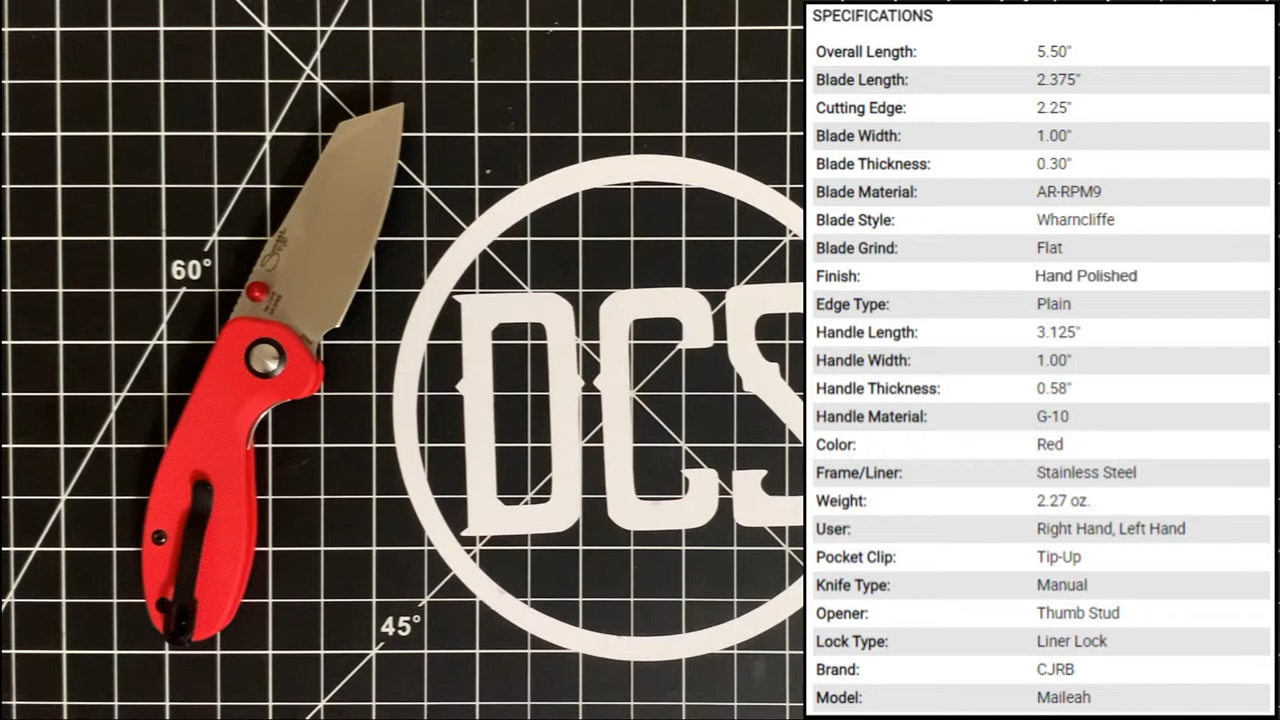 60°
45°
DCS
SPECIFICATIONS
Overall Length: 5.50"
Blade Length: 2.375"
Cutting Edge: 2.25"
Blade Width: 1.00"
Blade Thickness: 0.30"
Blade Material: AR-RPM9
Blade Style: Wharncliffe
Blade Grind: Flat
Finish: Hand Polished
Edge Type: Plain
Handle Length: 3.125"
Handle Width: 1.00"
Handle Thickness: 0.58"
Handle Material: G-10
Color: Red
Frame/Liner: Stainless Steel
Weight: 2.27 oz.
User: Right Hand, Left Hand
Pocket Clip: Tip-Up
Knife Type: Manual
Opener: Thumb Stud
Lock Type: Liner Lock
Brand: CJRB
Model: Maileah